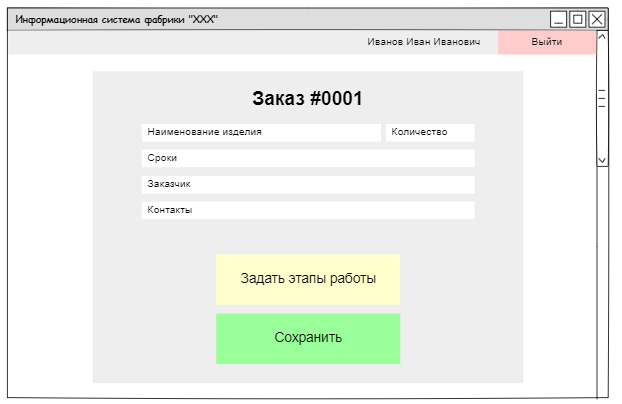 Информационная система фабрики "XXX"
Иванов Иван Иванович Выйти
Заказ #0001
Наименование изделия Количество
Сроки
Заказчик
Контакты
Задать этапы работы
Сохранить